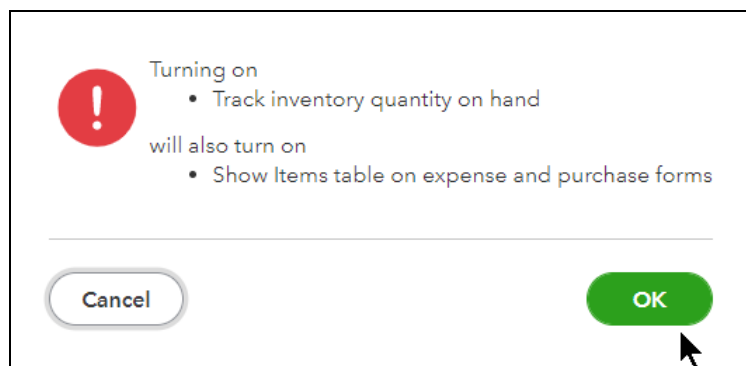 Turning on
• Track inventory quantity on hand
will also turn on
• Show Items table on expense and purchase forms
Cancel
OK